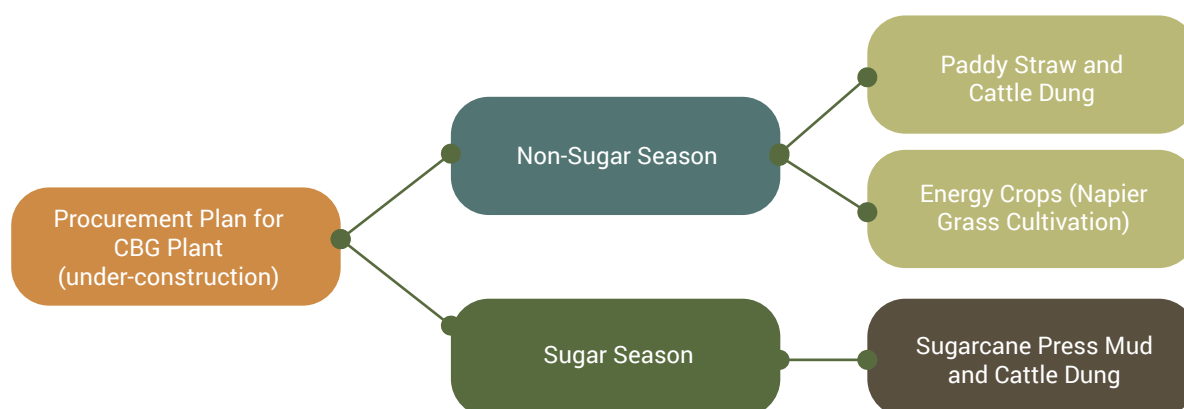 Procurement Plan for
CBG Plant
(under-construction)
Non-Sugar Season
Paddy Straw and
Cattle Dung
Energy Crops (Napier
Grass Cultivation)
Sugar Season
Sugarcane Press Mud
and Cattle Dung